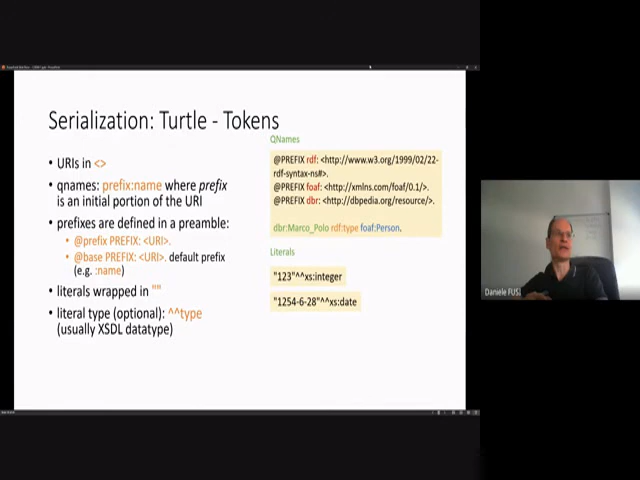 Serialization: Turtle - Tokens
• URIs in <>
• qnames: prefix:name where prefix
is an initial portion of the URI
• prefixes are defined in a preamble:
• @prefix PREFIX: <URI>.
• @base PREFIX: <URI>. default prefix
(e.g. :name)
• literals wrapped in ""
• literal type (optional): ^^type
(usually XSDL datatype)
QNames
@PREFIX rdf: <http://www.w3.org/1999/02/22-
rdf-syntax-ns#>.
@PREFIX foaf: <http://xmlns.com/foaf/0.1/>.
@PREFIX dbr: <http://dbpedia.org/resource/>.
dbr:Marco_Polo rdf:type foaf:Person.
Literals
"123"^^xs:integer
"1254-6-28"^^xs:date
Daniele FUSI